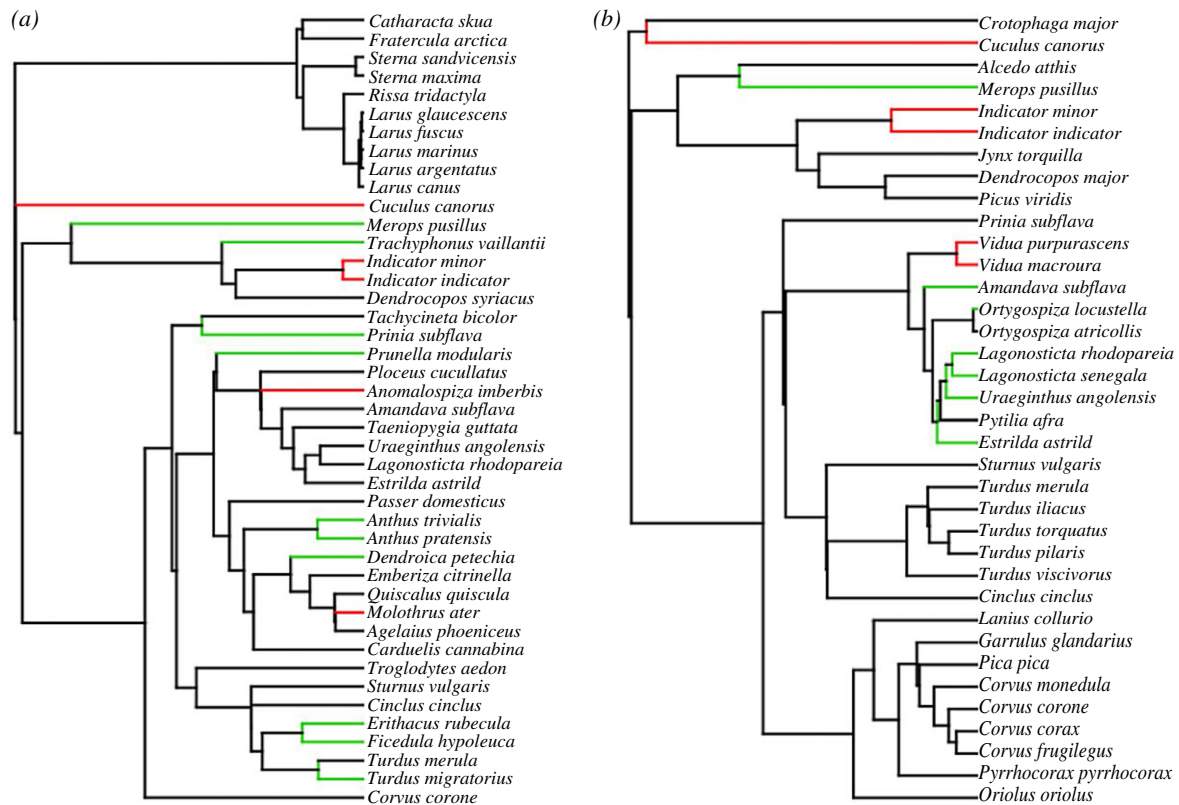 (a)
Catharacta skua
Fratercula arctica
Sterna sandvicensis
Sterna maxima
Rissa tridactyla
Larus glaucescens
Larus fuscus
Larus marinus
Larus argentatus
Larus canus
Cuculus canorus
Merops pusillus
Trachyphonus vaillantii
Indicator minor
Indicator indicator
Dendrocopos syriacus
Tachycineta bicolor
Prinia subflava
Prunella modularis
Ploceus cucullatus
Anomalospiza imberbis
Amandava subflava
Taeniopygia guttata
Uraeginthus angolensis
Lagonosticta rhodopareia
Estrilda astrild
Passer domesticus
Anthus trivialis
Anthus pratensis
Dendroica petechia
Emberiza citrinella
Quiscalus quiscula
Molothrus ater
Agelaius phoeniceus
Carduelis cannabina
Troglodytes aedon
Sturnus vulgaris
Cinclus cinclus
Erithacus rubecula
Ficedula hypoleuca
Turdus merula
Turdus migratorius
Corvus corone
(b)
Crotophaga major
Cuculus canorus
Alcedo atthis
Merops pusillus
Indicator minor
Indicator indicator
Jynx torquilla
Dendrocopos major
Picus viridis
Prinia subflava
Vidua purpurascens
Vidua macroura
Amandava subflava
Ortygospiza locustella
Ortygospiza atricollis
Lagonosticta rhodopareia
Lagonosticta senegala
Uraeginthus angolensis
Pytilia afra
Estrilda astrild
Sturnus vulgaris
Turdus merula
Turdus iliacus
Turdus torquatus
Turdus pilaris
Turdus viscivorus
Cinclus cinclus
Lanius collurio
Garrulus glandarius
Pica pica
Corvus monedula
Corvus corone
Corvus corax
Corvus frugilegus
Pyrrhocorax pyrrhocorax
Oriolus oriolus